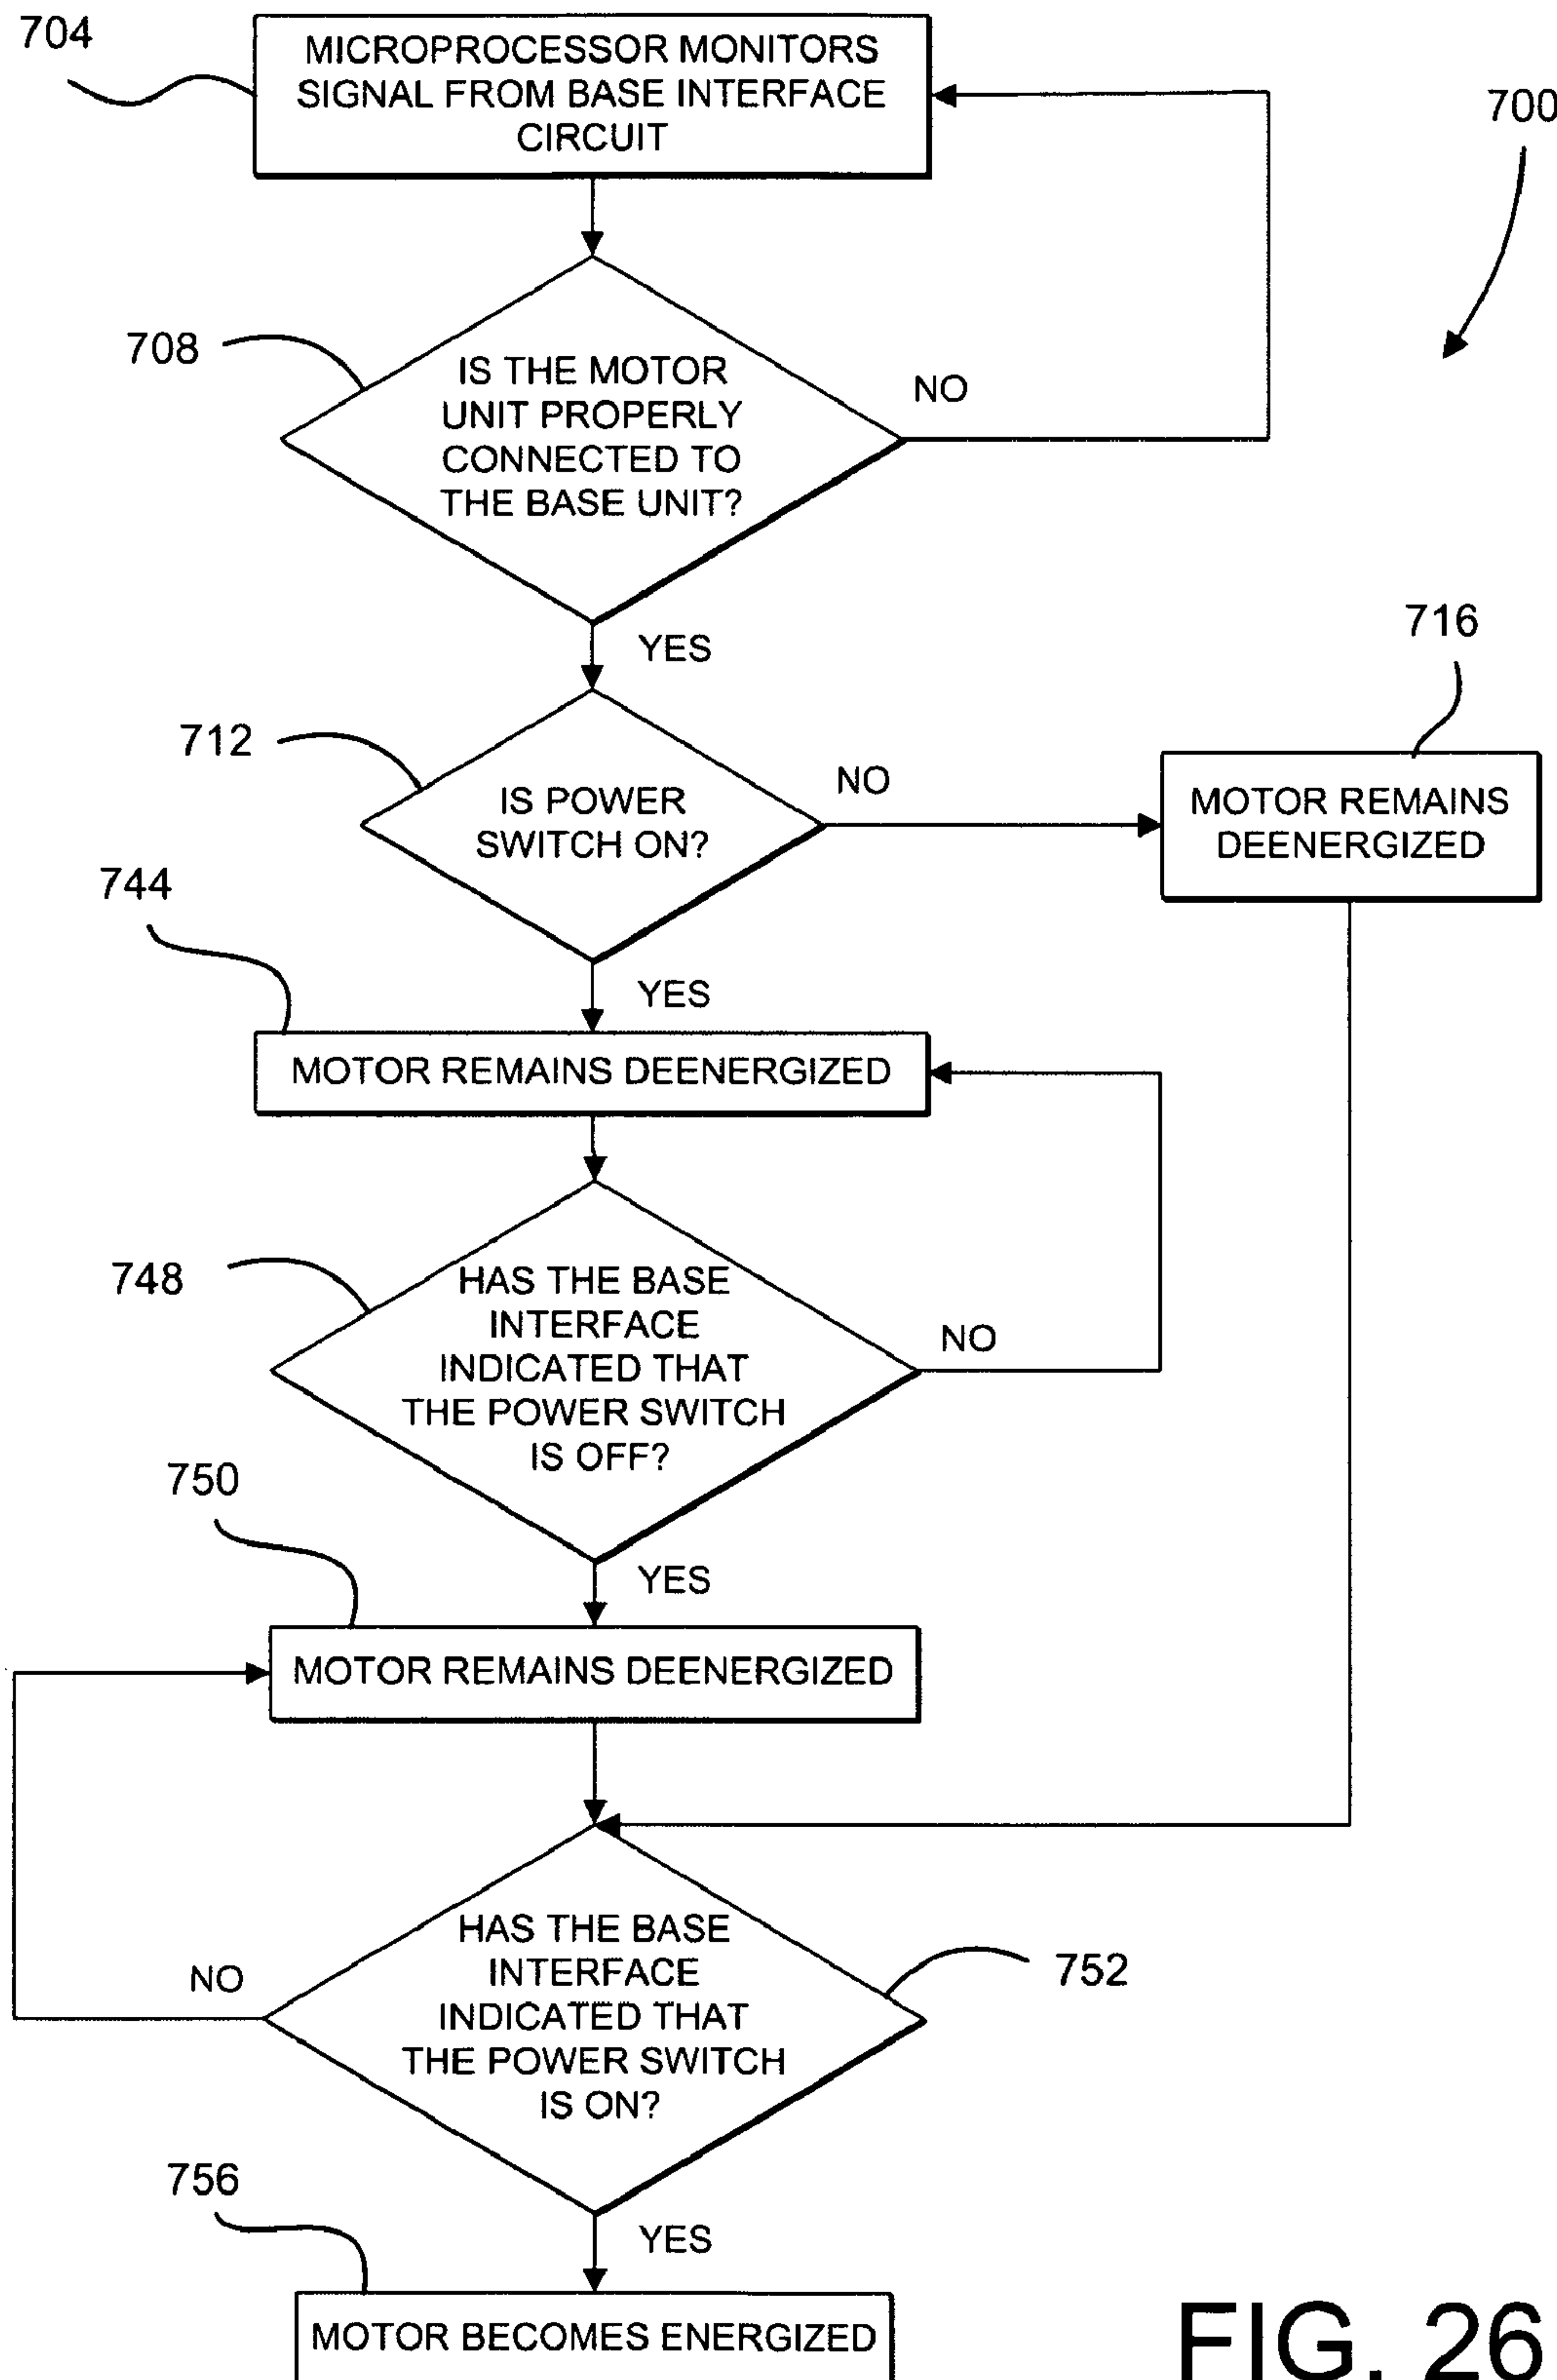 704
MICROPROCESSOR MONITORS
SIGNAL FROM BASE INTERFACE
CIRCUIT
700
708
IS THE MOTOR
UNIT PROPERLY
CONNECTED TO
THE BASE UNIT?
NO
YES
716
712
IS POWER
SWITCH ON?
NO
MOTOR REMAINS
DEENERGIZED
744
YES
MOTOR REMAINS DEENERGIZED
748
HAS THE BASE
INTERFACE
INDICATED THAT
THE POWER SWITCH
IS OFF?
NO
750
YES
MOTOR REMAINS DEENERGIZED
HAS THE BASE
INTERFACE
INDICATED THAT
THE POWER SWITCH
IS ON?
NO
752
756
YES
MOTOR BECOMES ENERGIZED
FIG. 26